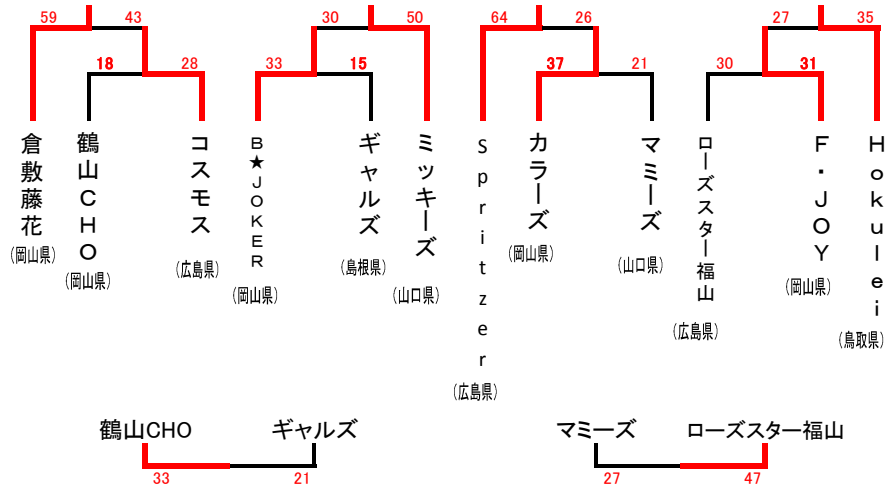 59 43 30 50 64 26 27 35
18 28 33 15 37 21 30 31
倉敷藤花
(岡山県)
鶴山CHO
(岡山県)
コスモス
(広島県)
B★JOKER
(岡山県)
ギャルズ
(島根県)
ミッキーズ
(山口県)
Spritzer
(広島県)
カラーズ
(岡山県)
マミーズ
(山口県)
ローズスター福山
(広島県)
F・JOY
(岡山県)
Hokulei
(鳥取県)
鶴山CHO ギャルズ マミーズ ローズスター福山
33 21 27 47